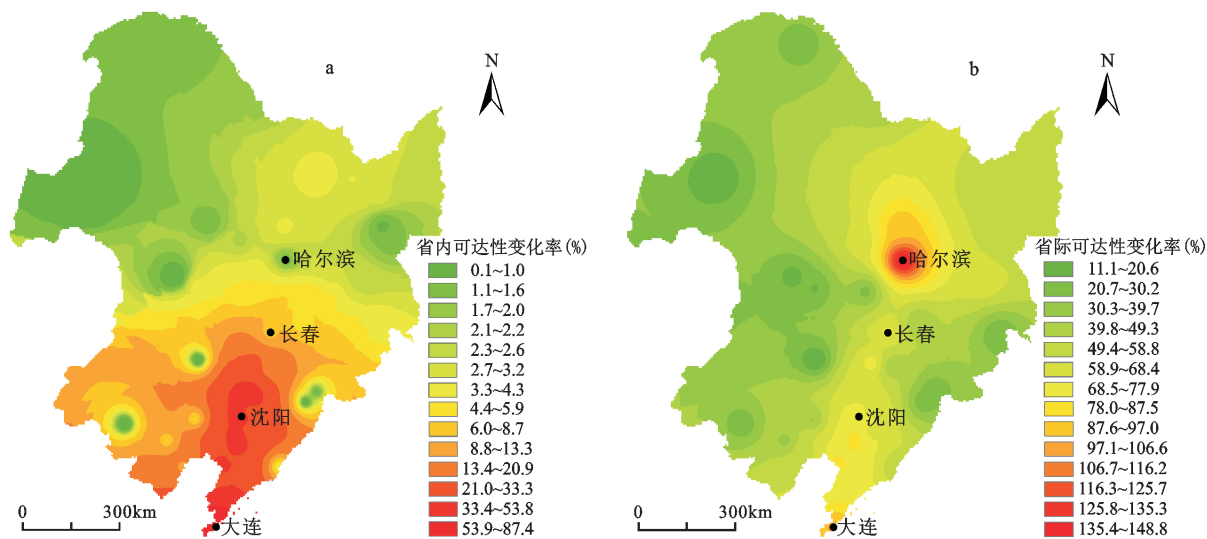 a
N
哈尔滨
长春
沈阳
大连
省内可达性变化率(%)
0.1~1.0
1.1~1.6
1.7~2.0
2.1~2.2
2.3~2.6
2.7~3.2
3.3~4.3
4.4~5.9
6.0~8.7
8.8~13.3
13.4~20.9
21.0~33.3
33.4~53.8
53.9~87.4
0 300km
b
N
哈尔滨
长春
沈阳
大连
省际可达性变化率(%)
11.1~20.6
20.7~30.2
30.3~39.7
39.8~49.3
49.4~58.8
58.9~68.4
68.5~77.9
78.0~87.5
87.6~97.0
97.1~106.6
106.7~116.2
116.3~125.7
125.8~135.3
135.4~148.8
0 300km